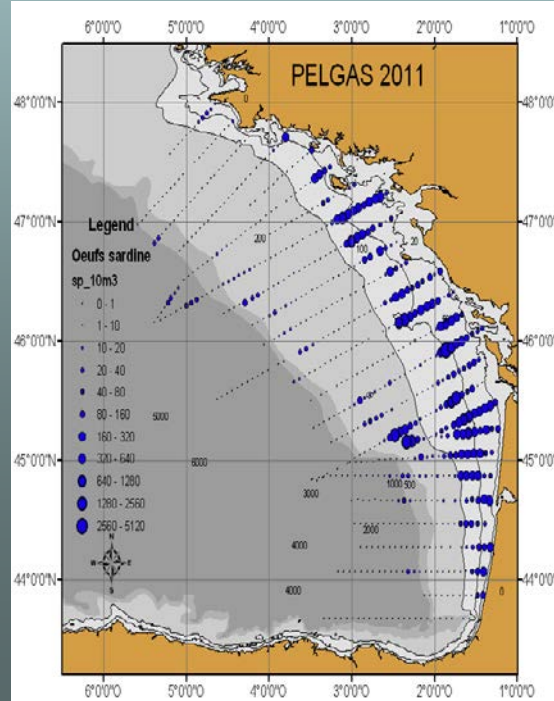 6°0'0"W 5°0'0"W 4°0'0"W 3°0'0"W 2°0'0"W 1°0'0"W
PELGAS 2011
0
48°0'0"N 48°0'0"N
47°0'0"N 47°0'0"N
Legend
Oeufs sardine
sp_10m3
0 - 1
1 - 10
10 - 20
20 - 40
40 - 80
80 - 160
160 - 320
320 - 640
640 - 1280
1280 - 2560
2560 - 5120
200
100
20
46°0'0"N 46°0'0"N
5000
45°0'0"N 45°0'0"N
3000
1000 500
2000
4000
N
W E
S
44°0'0"N 44°0'0"N
4000
0
6°0'0"W 5°0'0"W 4°0'0"W 3°0'0"W 2°0'0"W 1°0'0"W